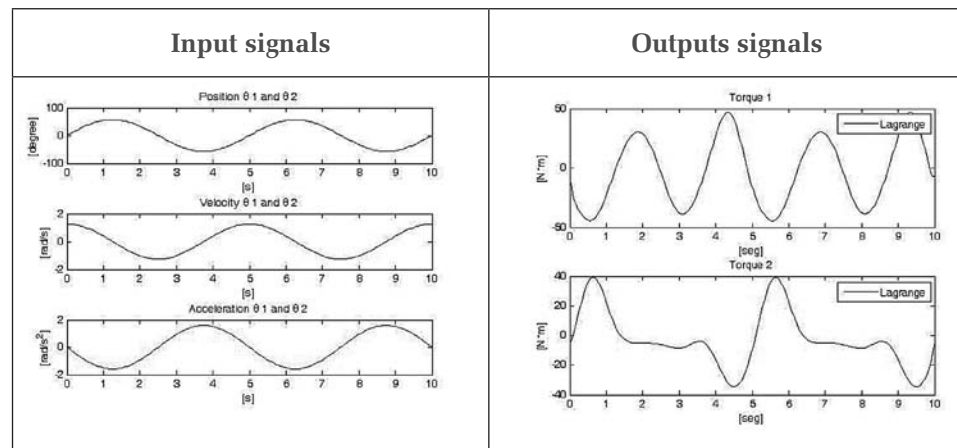 Input signals
Outputs signals
Position θ 1 and θ 2
[degree]
100
0
-100
0 1 2 3 4 5 6 7 8 9 10
[s]
Velocity θ 1 and θ 2
[rad/s]
2
0
-2
0 1 2 3 4 5 6 7 8 9 10
[s]
Acceleration θ 1 and θ 2
[rad/s²]
2
0
-2
0 1 2 3 4 5 6 7 8 9 10
[s]
Torque 1
[N*m]
50
0
-50
Lagrange
0 1 2 3 4 5 6 7 8 9 10
[seg]
Torque 2
[N*m]
40
20
0
-20
-40
Lagrange
0 1 2 3 4 5 6 7 8 9 10
[seg]